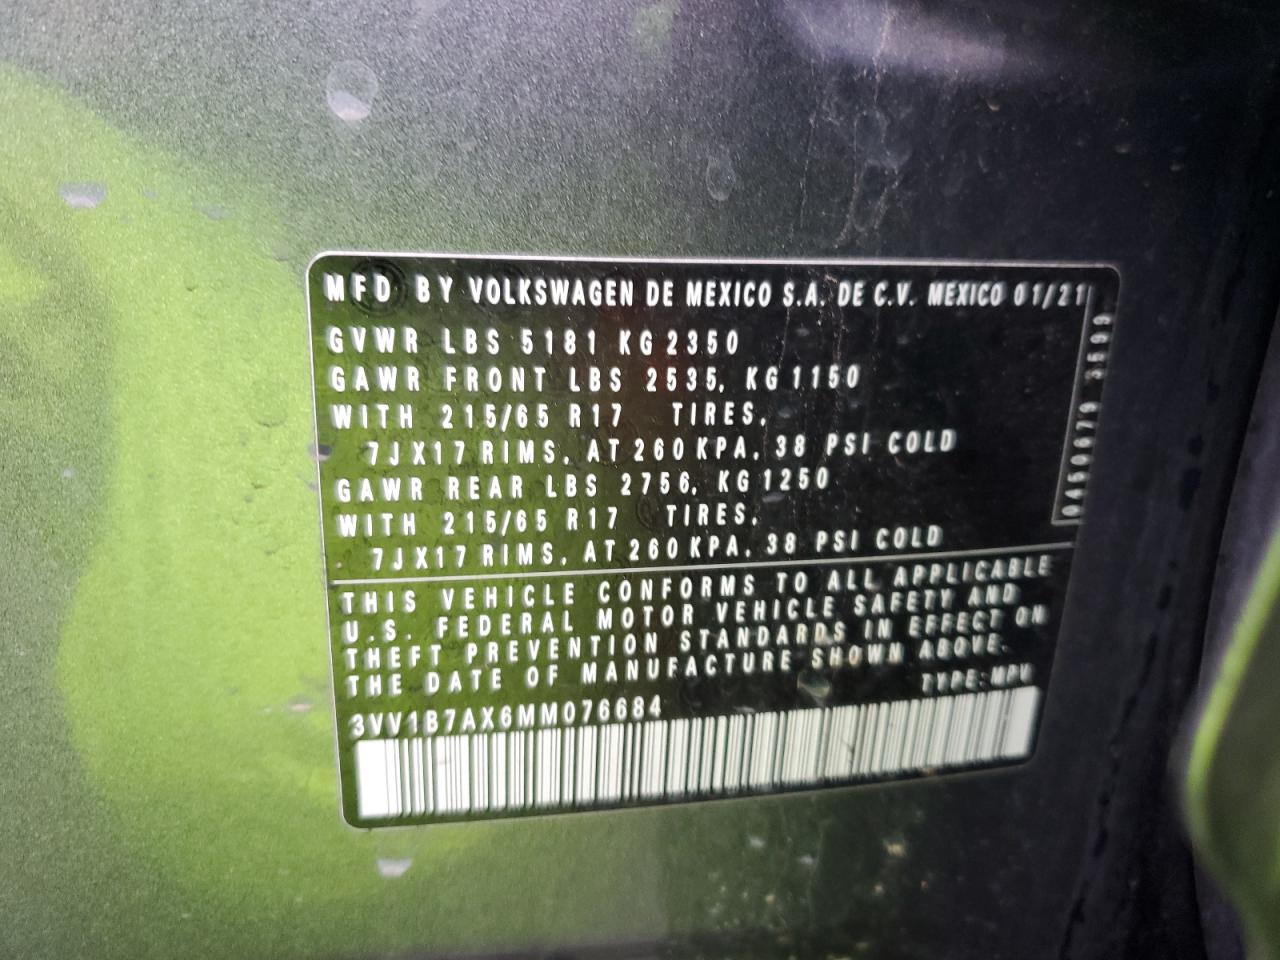 MFD BY VOLKSWAGEN DE MEXICO S.A. DE C.V. MEXICO 01/21
GVWR LBS 5181 KG 2350
GAWR FRONT LBS 2535, KG 1150
WITH 215/65 R17 TIRES,
7JX17 RIMS, AT 260 KPA, 38 PSI COLD
GAWR REAR LBS 2756, KG 1250
WITH 215/65 R17 TIRES,
7JX17 RIMS, AT 260 KPA, 38 PSI COLD
THIS VEHICLE CONFORMS TO ALL APPLICABLE
U.S. FEDERAL MOTOR VEHICLE SAFETY AND
THEFT PREVENTION STANDARDS IN EFFECT ON
THE DATE OF MANUFACTURE SHOWN ABOVE.
TYPE: MPV
3VV1B7AX6MM076684